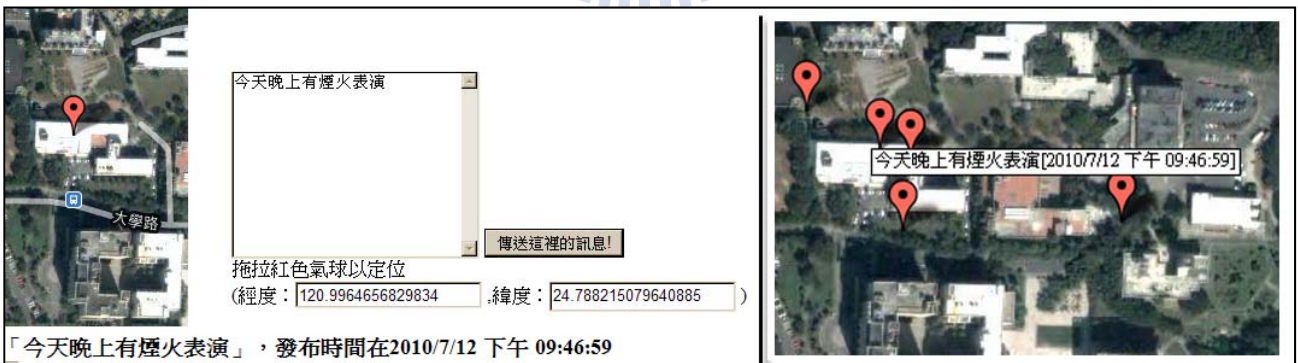 今天晚上有煙火表演
大學路
傳送這裡的訊息!
拖拉紅色氣球以定位
(經度：120.9964656829834 ,緯度：24.788215079640885 )
「今天晚上有煙火表演」，發布時間在2010/7/12 下午 09:46:59
今天晚上有煙火表演[2010/7/12 下午 09:46:59]